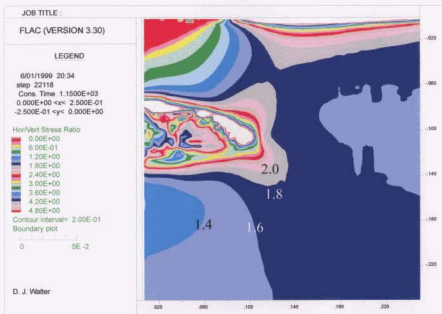 JOB TITLE :
FLAC (VERSION 3.30)
LEGEND
6/01/1999 20:34
step 22118
Cons. Time 1.1500E+03
0.000E+00 <x< 2.500E-01
-2.500E-01 <y< 0.000E+00
Hor/Vert Stress Ratio
0.00E+00
6.00E-01
1.20E+00
1.80E+00
2.40E+00
3.00E+00
3.60E+00
4.20E+00
4.80E+00
Contour interval= 2.00E-01
Boundary plot
0 5E -2
D. J. Walter
2.0
1.8
1.6
1.4
-.020
-.060
-.100
-.140
-.180
-.220
.020 .060 .100 .140 .180 .220